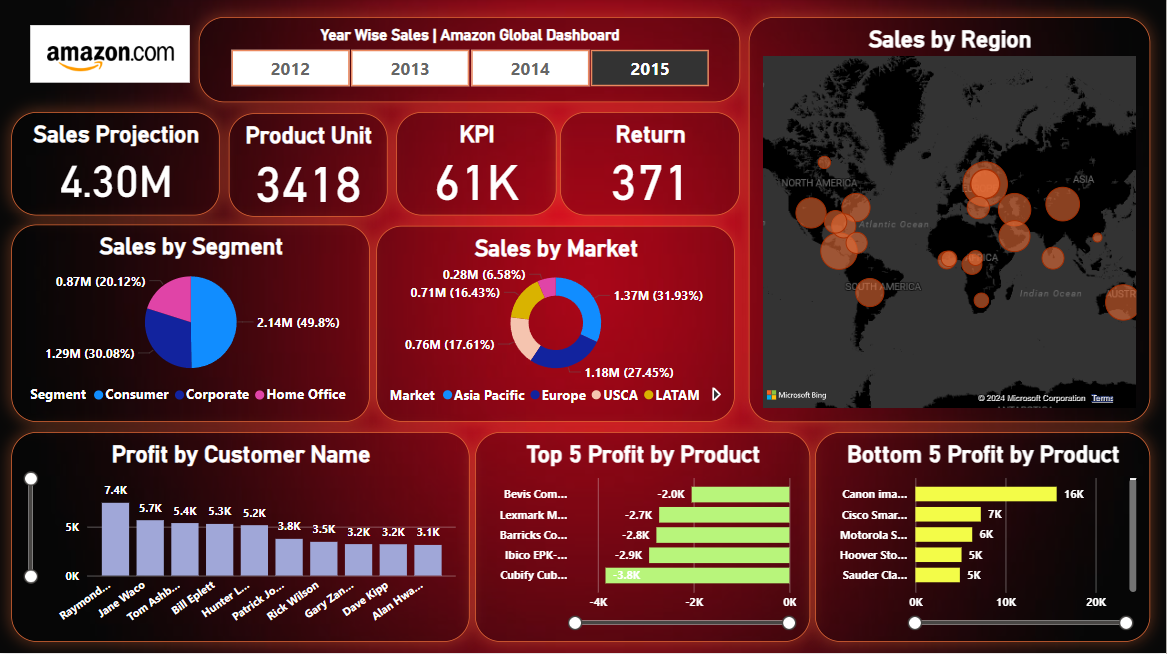 amazon.com
Year Wise Sales | Amazon Global Dashboard
2012
2013
2014
2015
Sales by Region
NORTH AMERICA
ASIA
Atlantic Ocean
SOUTH AMERICA
Indian Ocean
Microsoft Bing
© 2024 Microsoft Corporation Terms
Sales Projection
4.30M
Product Unit
3418
KPI
61K
Return
371
Sales by Segment
0.87M (20.12%)
2.14M (49.8%)
1.29M (30.08%)
Segment Consumer Corporate Home Office
Sales by Market
0.28M (6.58%)
0.71M (16.43%)
1.37M (31.93%)
0.76M (17.61%)
1.18M (27.45%)
Market Asia Pacific Europe USCA LATAM
Profit by Customer Name
7.4K
5.7K
5.4K
5.3K
5.2K
3.8K
3.5K
3.2K
3.2K
3.1K
5K
0K
Raymond...
Jane Waco
Tom Ashb...
Bill Eplett
Hunter L...
Patrick Jo...
Rick Wilson
Gary Zan...
Dave Kipp
Alan Hwa...
Top 5 Profit by Product
Bevis Com... -2.0K
Lexmark M... -2.7K
Barricks Co... -2.8K
Ibico EPK-... -2.9K
Cubify Cub... -3.8K
-4K -2K 0K
Bottom 5 Profit by Product
Canon ima... 16K
Cisco Smar... 7K
Motorola S... 6K
Hoover Sto... 5K
Sauder Cla... 5K
0K 10K 20K